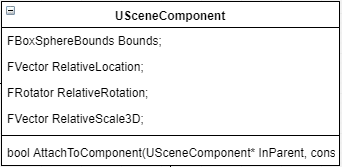 USceneComponent
FBoxSphereBounds Bounds;
FVector RelativeLocation;
FRotator RelativeRotation;
FVector RelativeScale3D;
bool AttachToComponent(USceneComponent* InParent, cons